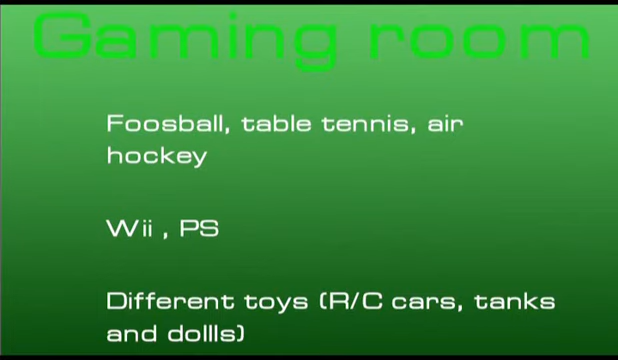 Gaming room
Foosball, table tennis, air
hockey
Wii , PS
Different toys (R/C cars, tanks
and dollls)